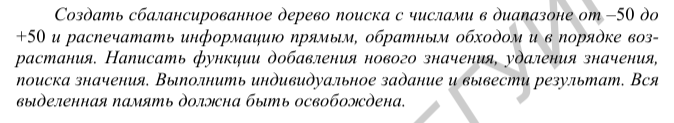 Создать сбалансированное дерево поиска с числами в диапазоне от –50 до
+50 и распечатать информацию прямым, обратным обходом и в порядке воз-
растания. Написать функции добавления нового значения, удаления значения,
поиска значения. Выполнить индивидуальное задание и вывести результат. Вся
выделенная память должна быть освобождена.